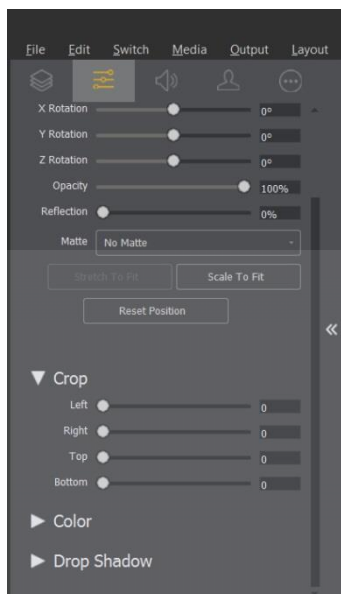 File Edit Switch Media Output Layout
X Rotation 0°
Y Rotation 0°
Z Rotation 0°
Opacity 100%
Reflection 0%
Matte No Matte
Stretch To Fit Scale To Fit
Reset Position
Crop
Left 0
Right 0
Top 0
Bottom 0
Color
Drop Shadow